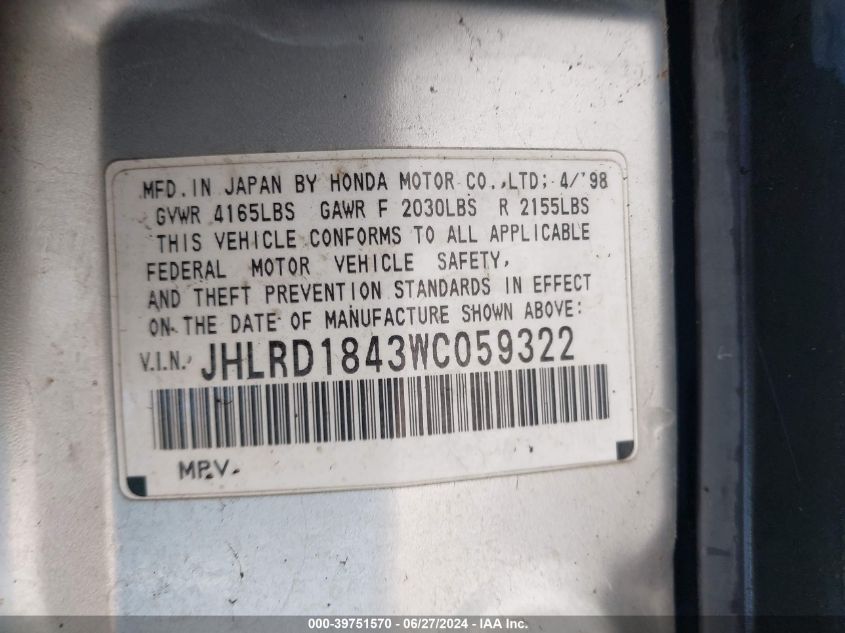 MFD.IN JAPAN BY HONDA MOTOR CO.,LTD; 4/'98
GVWR 4165LBS GAWR F 2030LBS R 2155LBS
THIS VEHICLE CONFORMS TO ALL APPLICABLE
FEDERAL MOTOR VEHICLE SAFETY,
AND THEFT PREVENTION STANDARDS IN EFFECT
ON THE DATE OF MANUFACTURE SHOWN ABOVE:
V.I.N. JHLRD1843WC059322
MPV
000-39751570 / 06/27/2024 - IAA Inc.